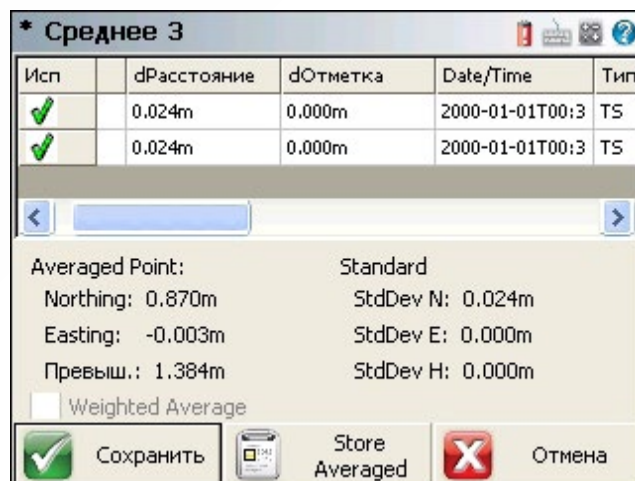 * Среднее 3
Исп dРасстояние dОтметка Date/Time Тип
0.024m 0.000m 2000-01-01T00:3 TS
0.024m 0.000m 2000-01-01T00:3 TS
Averaged Point: Standard
Northing: 0.870m StdDev N: 0.024m
Easting: -0.003m StdDev E: 0.000m
Превыш.: 1.384m StdDev H: 0.000m
Weighted Average
Сохранить Store Averaged Отмена